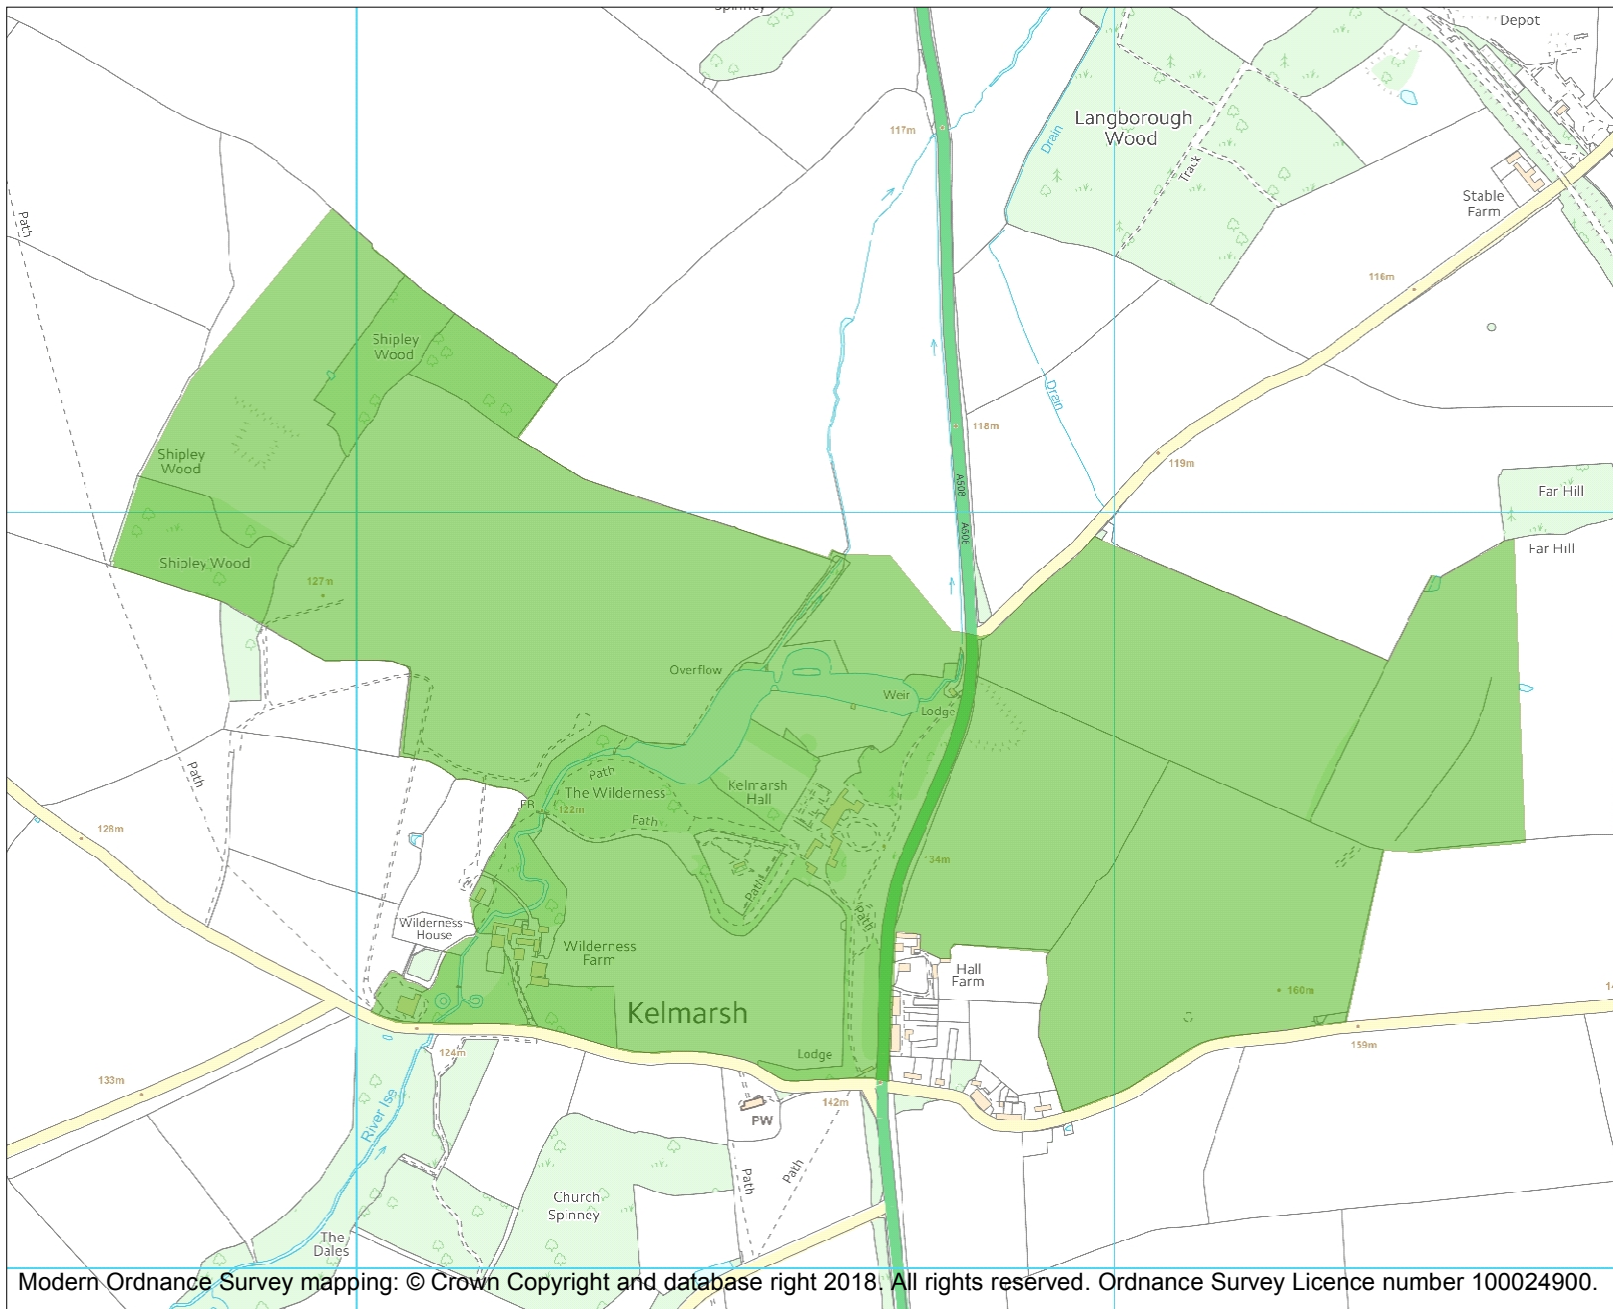 Spinney
Depot
117m
Langborough
Wood
Drain
Track
Stable
Farm
Path
116m
Shipley
Wood
Drain
118m
119m
Shipley
Wood
A508
Far Hill
A508
Far Hill
Shipley Wood
127m
Overflow
Weir
Lodge
Path
Path
The Wilderness
Kelmarsh
Hall
FB
122m
Path
128m
134m
Path
Path
Wilderness
House
Wilderness
Farm
Hall
Farm
160m
Kelmarsh
Lodge
124m
159m
133m
142m
River Ise
PW
Path
Path
Church
Spinney
The
Dales
Modern Ordnance Survey mapping: © Crown Copyright and database right 2018. All rights reserved. Ordnance Survey Licence number 100024900.